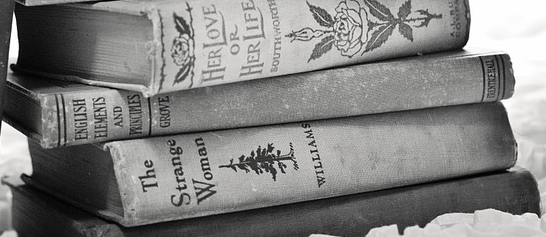 HER LOVE
OR
HER LIFE
SOUTHWORTH
ENGLISH
ELEMENTS
AND
PRINCIPLES
GROVE
The
Strange
Woman
WILLIAMS